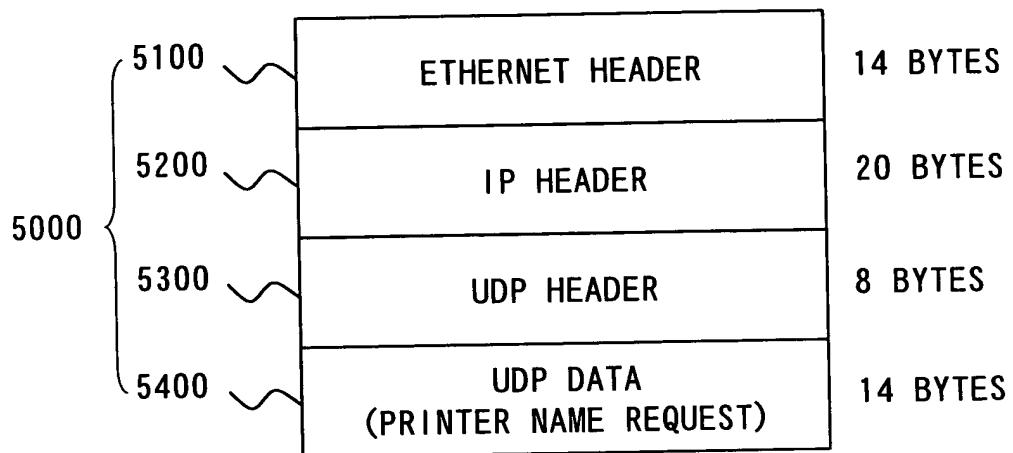 5100 ETHERNET HEADER 14 BYTES
5200 IP HEADER 20 BYTES
5000
5300 UDP HEADER 8 BYTES
5400 UDP DATA 14 BYTES
(PRINTER NAME REQUEST)